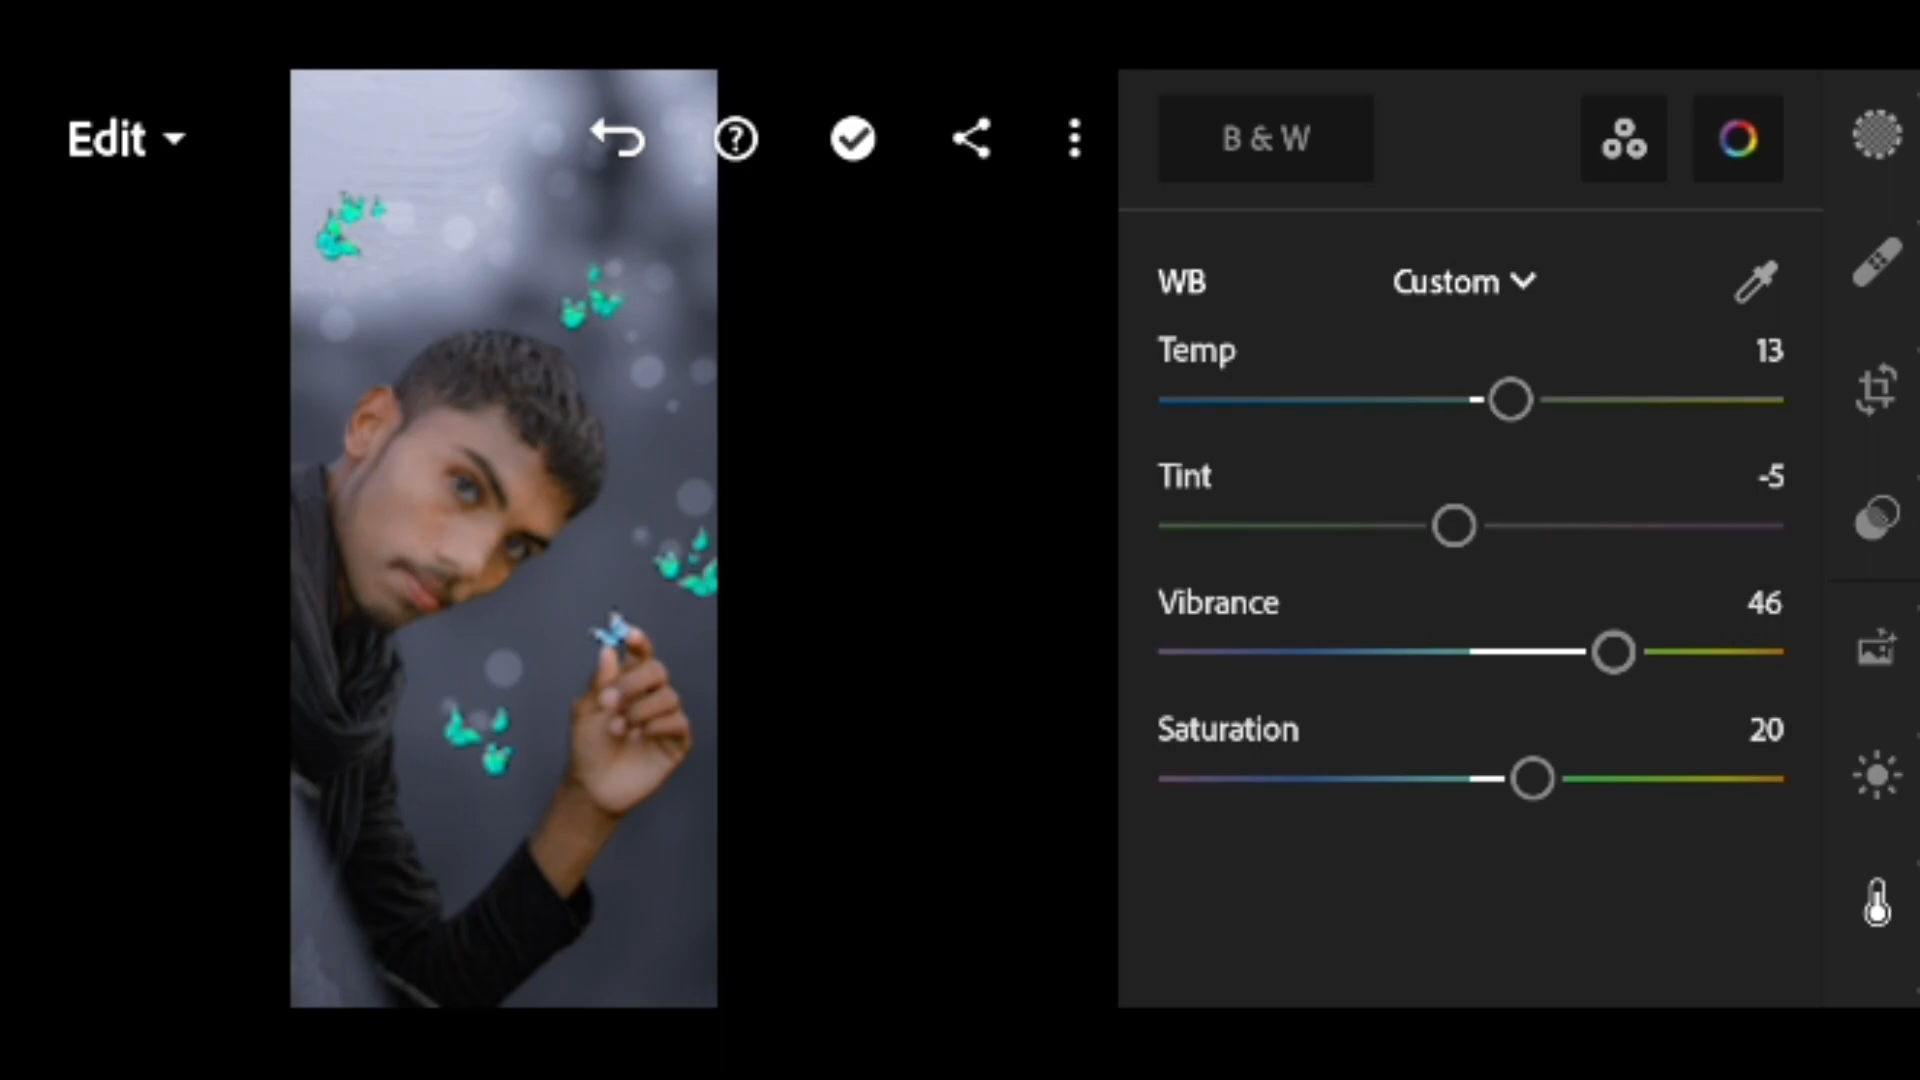 Edit
B & W
WB Custom
Temp 13
Tint -5
Vibrance 46
Saturation 20